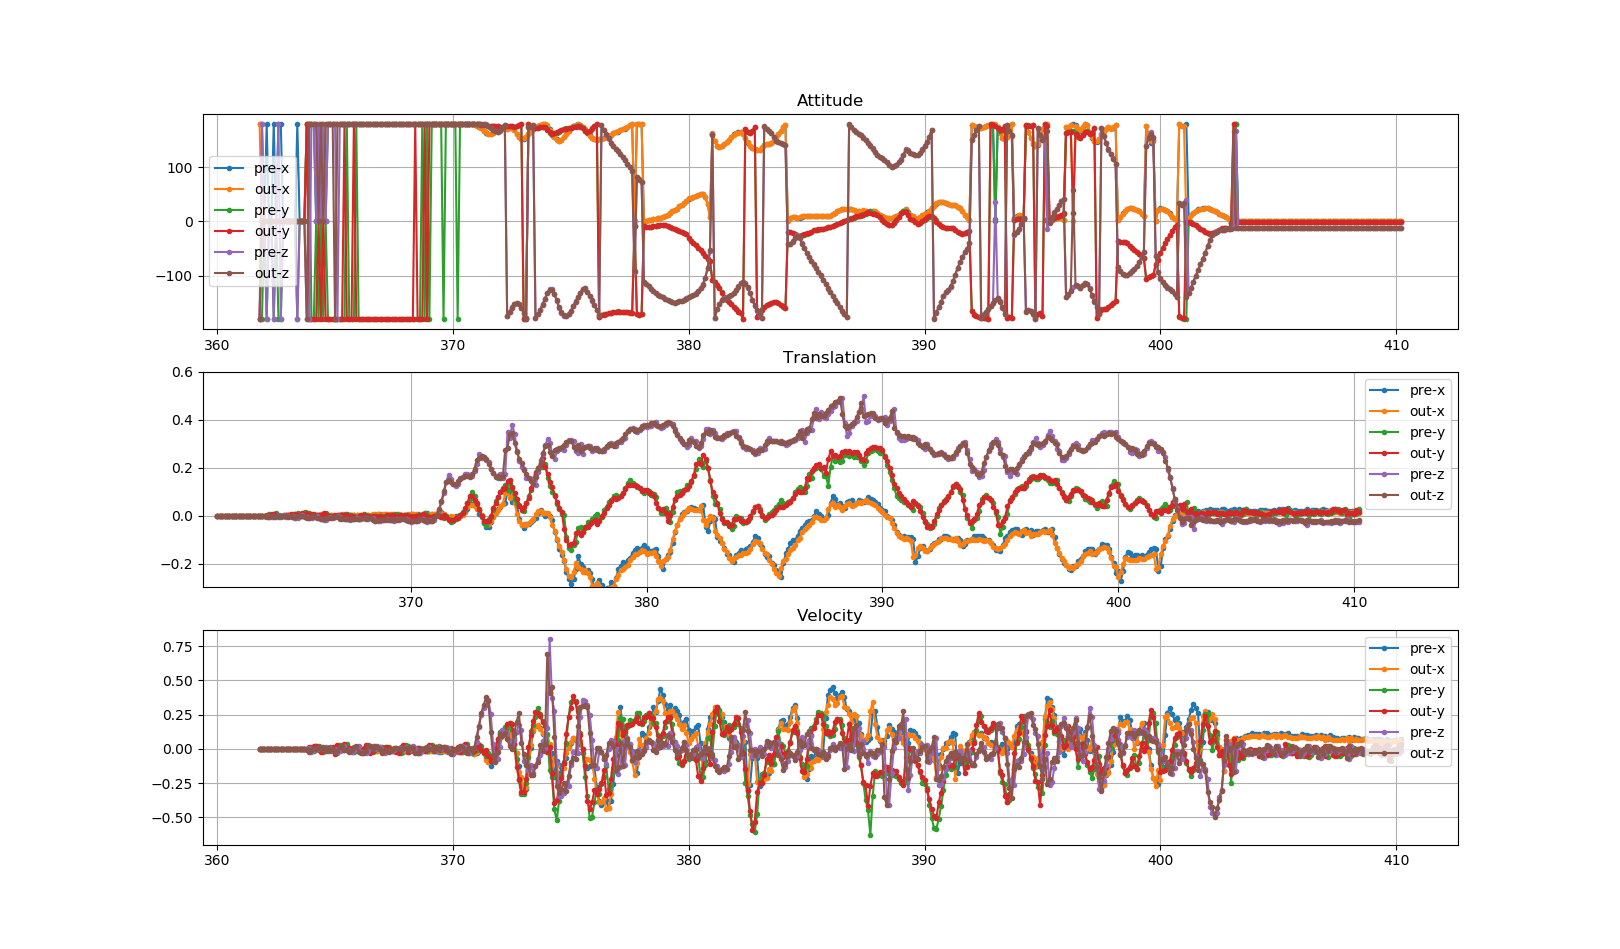 Attitude
100
0
−100
pre-x
out-x
pre-y
out-y
pre-z
out-z
360 370 380 390 400 410
Translation
0.6
0.4
0.2
0.0
−0.2
pre-x
out-x
pre-y
out-y
pre-z
out-z
370 380 390 400 410
Velocity
0.75
0.50
0.25
0.00
−0.25
−0.50
pre-x
out-x
pre-y
out-y
pre-z
out-z
360 370 380 390 400 410